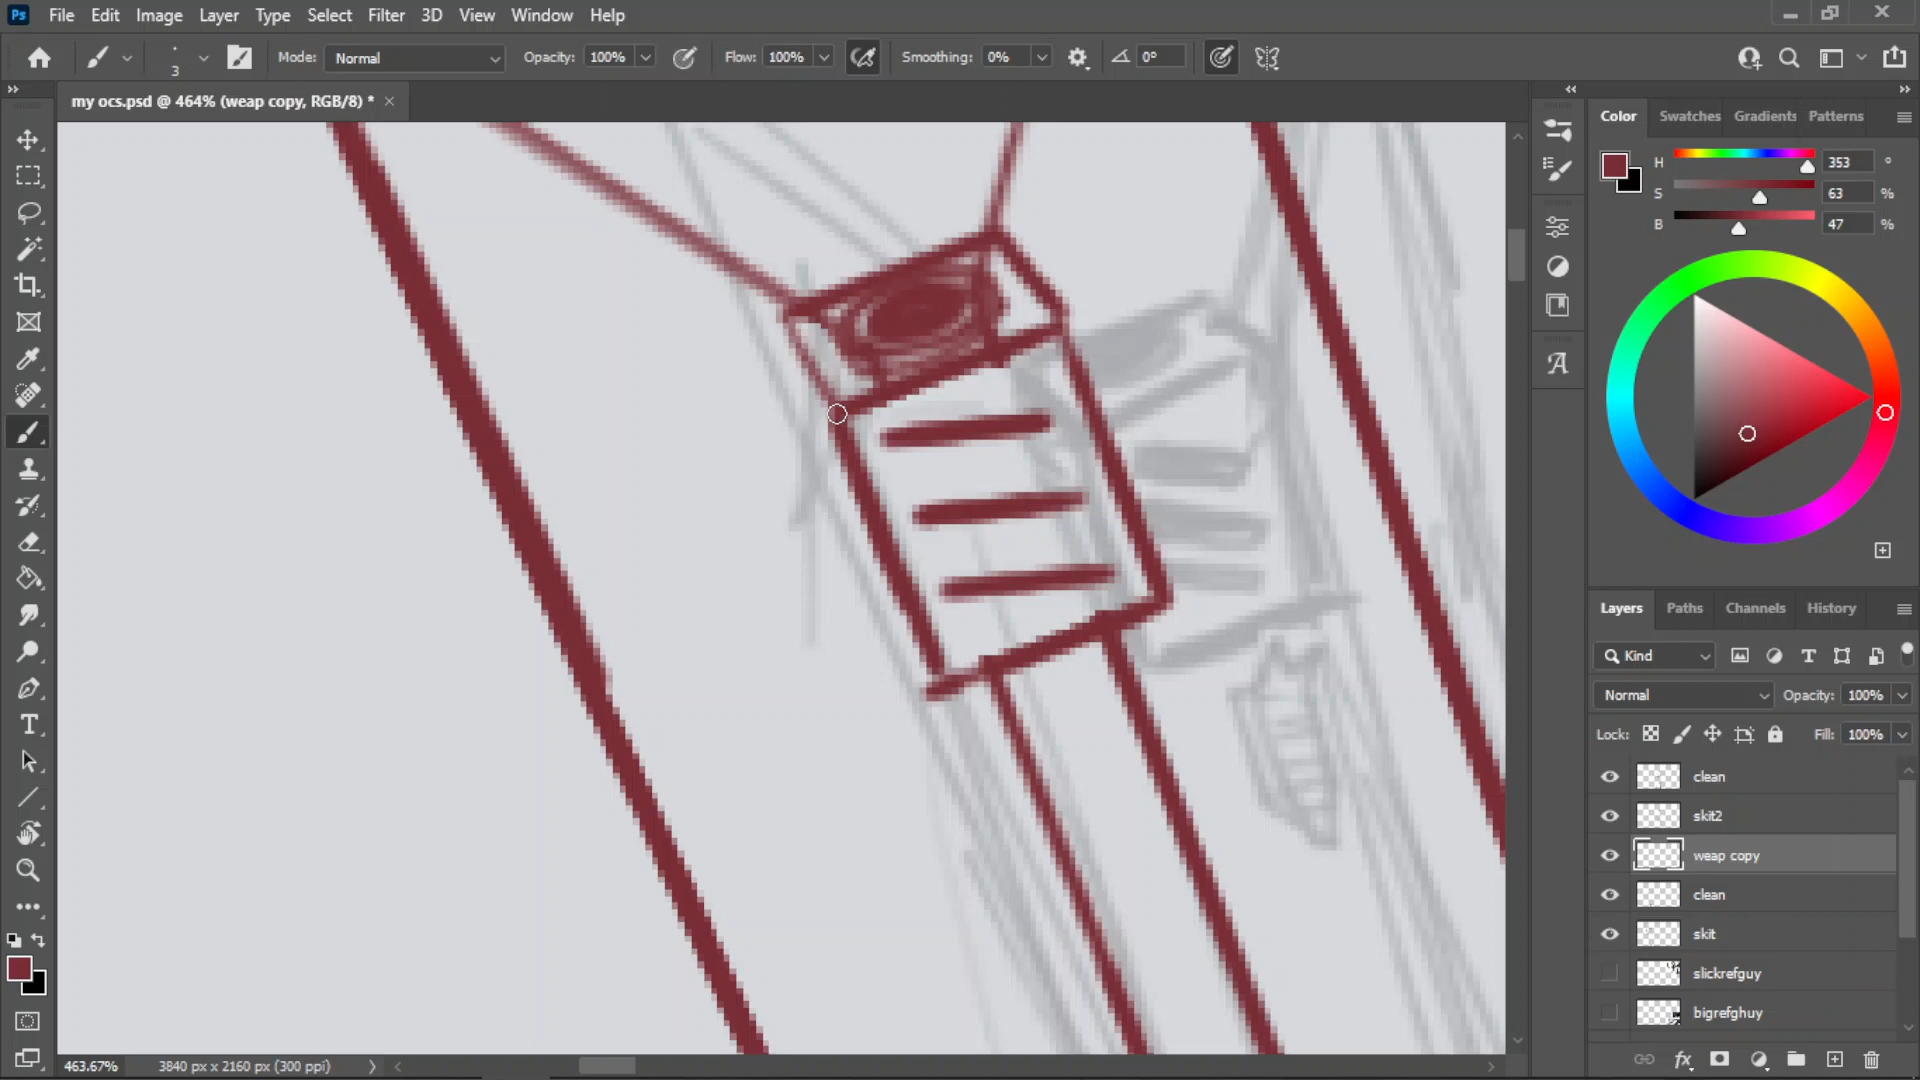 Ps File Edit Image Layer Type Select Filter 3D View Window Help
3 Mode: Normal Opacity: 100% Flow: 100% Smoothing: 0% 0°
my ocs.psd @ 464% (weap copy, RGB/8) * ×
Color Swatches Gradients Patterns
H 353 °
S 63 %
B 47 %
Layers Paths Channels History
Kind
Normal Opacity: 100%
Lock: Fill: 100%
clean
skit2
weap copy
clean
skit
slickrefguy
bigrefghuy
463.67% 3840 px x 2160 px (300 ppi)